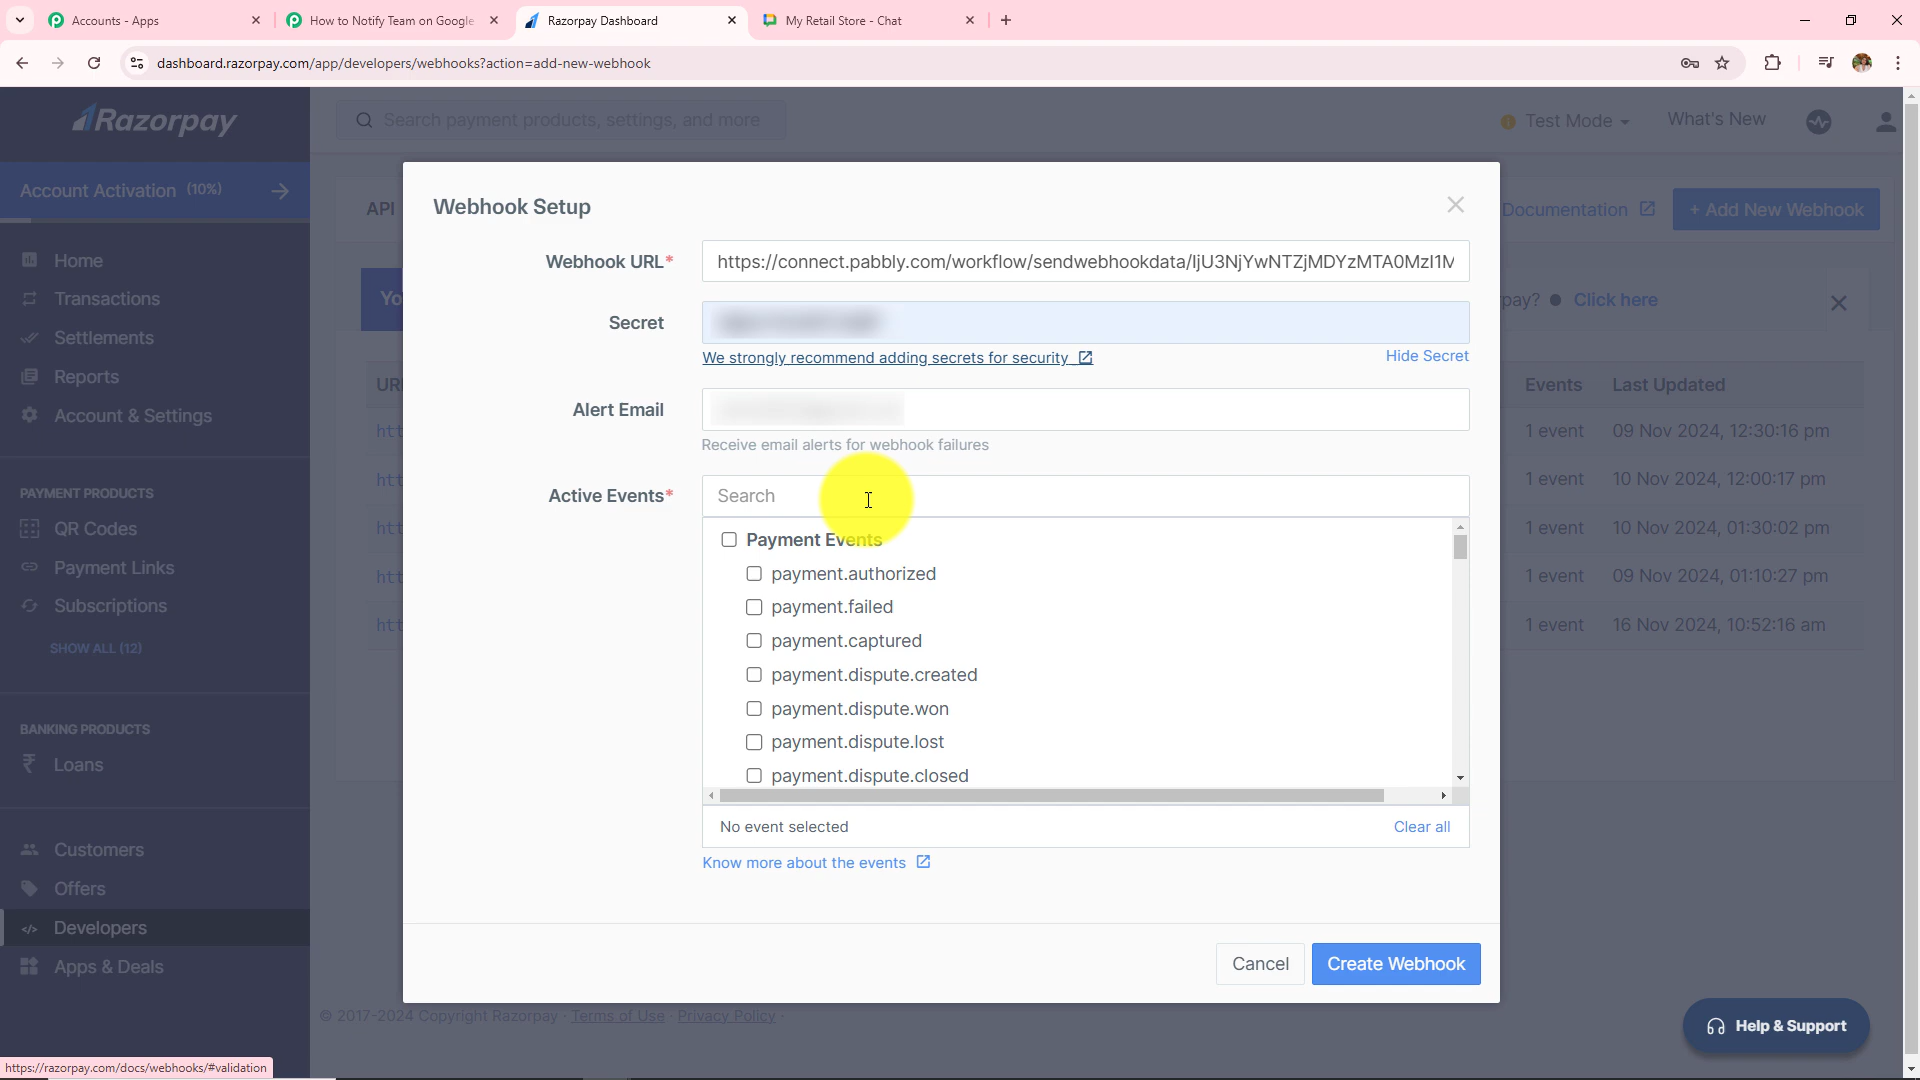 Accounts - Apps
How to Notify Team on Google
Razorpay Dashboard
My Retail Store - Chat
dashboard.razorpay.com/app/developers/webhooks?action=add-new-webhook
Razorpay
Search payment products, settings, and more
Test Mode
What's New
Account Activation (10%)
API
Documentation
+ Add New Webhook
Home
Transactions
Settlements
Reports
Account & Settings
PAYMENT PRODUCTS
QR Codes
Payment Links
Subscriptions
SHOW ALL (12)
BANKING PRODUCTS
Loans
Customers
Offers
Developers
Apps & Deals
Yo
pay? ● Click here
UR
Events Last Updated
htt
1 event 09 Nov 2024, 12:30:16 pm
htt
1 event 10 Nov 2024, 12:00:17 pm
htt
1 event 10 Nov 2024, 01:30:02 pm
htt
1 event 09 Nov 2024, 01:10:27 pm
htt
1 event 16 Nov 2024, 10:52:16 am
Webhook Setup
Webhook URL*
https://connect.pabbly.com/workflow/sendwebhookdata/IjU3NjYwNTZjMDYzMTA0MzI1M
Secret
We strongly recommend adding secrets for security
Hide Secret
Alert Email
Receive email alerts for webhook failures
Active Events*
Search
Payment Events
payment.authorized
payment.failed
payment.captured
payment.dispute.created
payment.dispute.won
payment.dispute.lost
payment.dispute.closed
No event selected
Clear all
Know more about the events
Cancel
Create Webhook
© 2017-2024 Copyright Razorpay · Terms of Use · Privacy Policy ·
Help & Support
https://razorpay.com/docs/webhooks/#validation